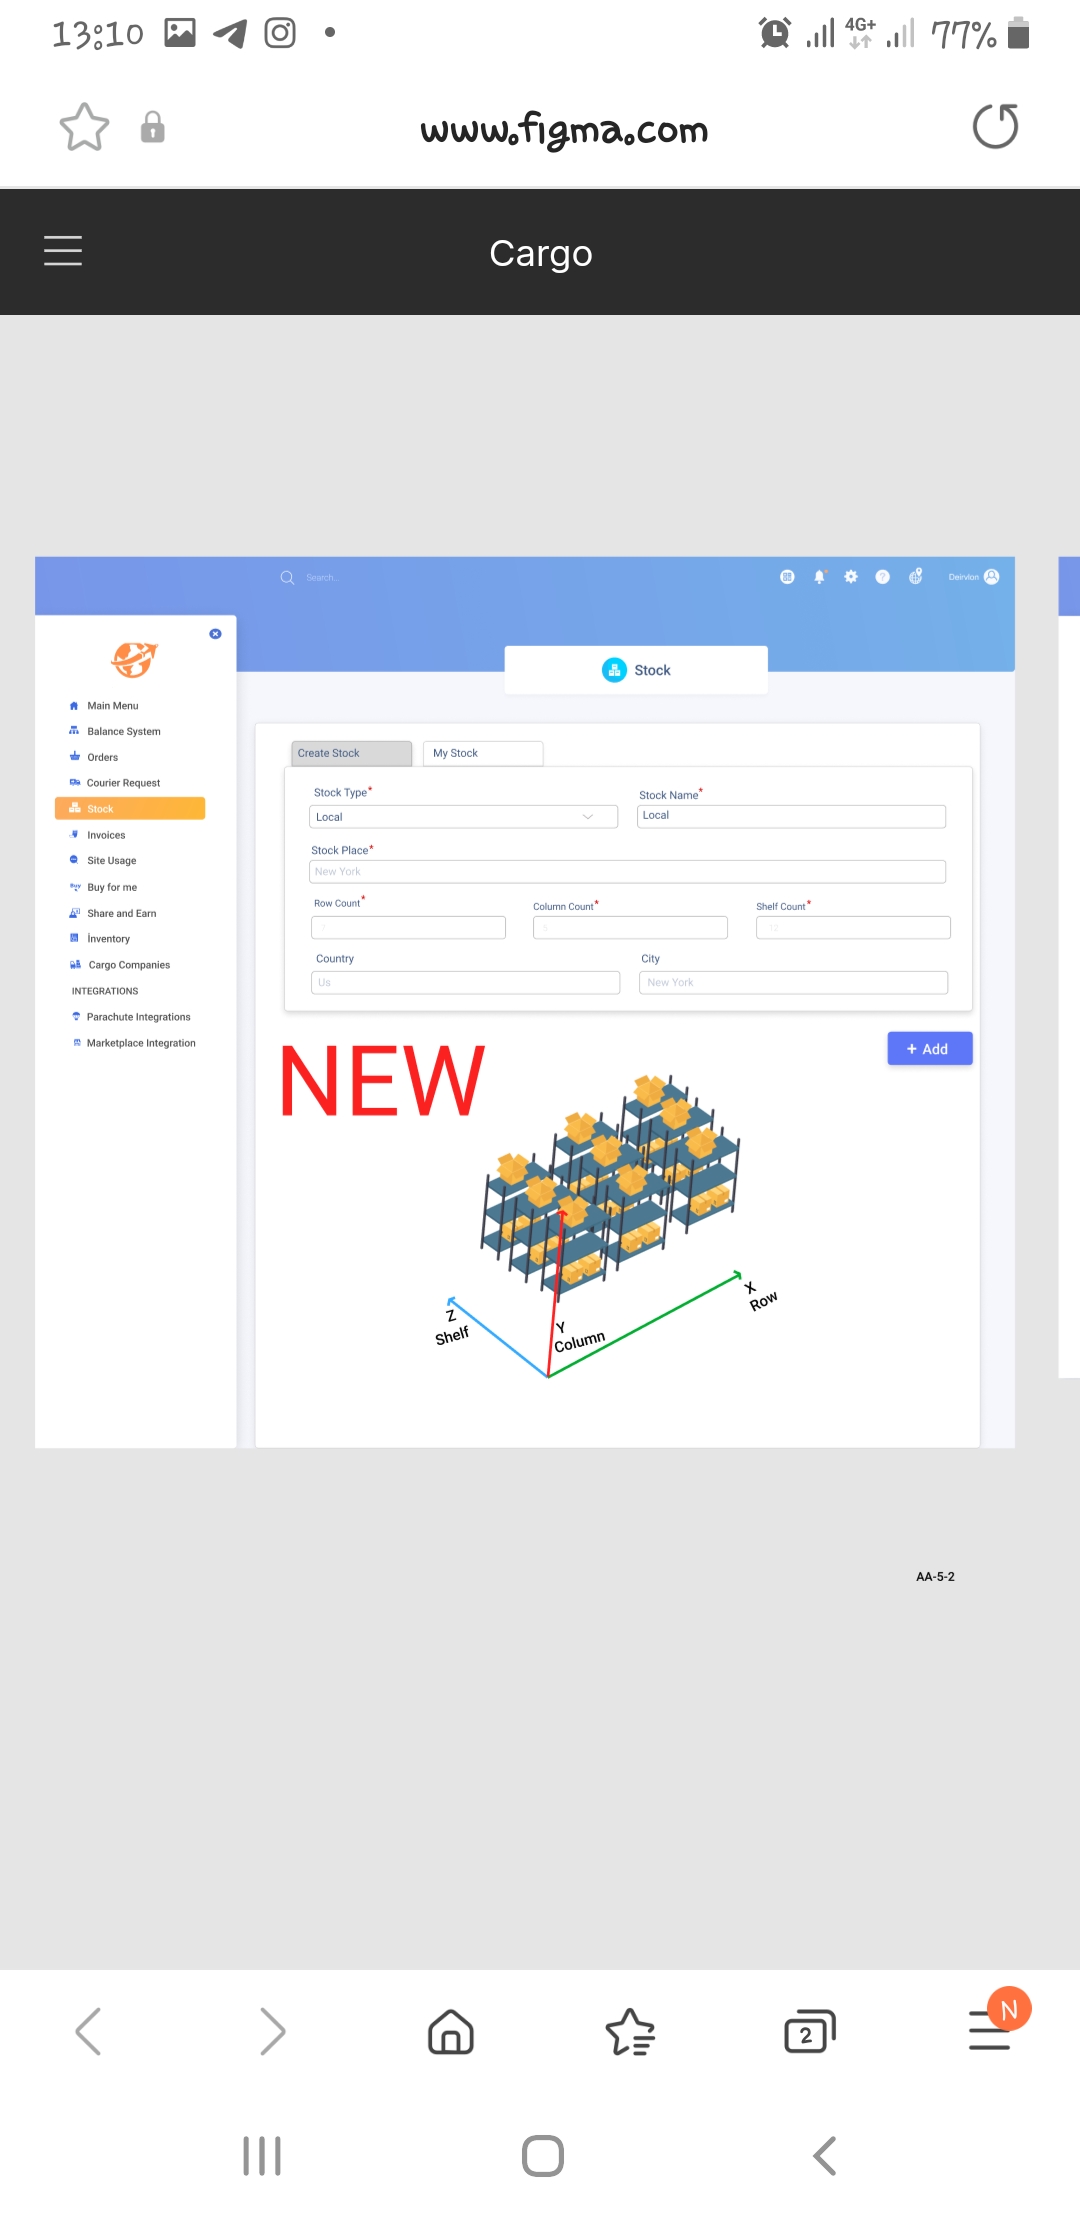 13:10
4G+
77%
www.figma.com
Cargo
Search...
Deirvlon
Stock
Main Menu
Balance System
Orders
Courier Request
Stock
Invoices
Site Usage
Buy for me
Share and Earn
İnventory
Cargo Companies
INTEGRATIONS
Parachute Integrations
Marketplace Integration
Create Stock
My Stock
Stock Type*
Stock Name*
Local
Local
Stock Place*
New York
Row Count*
Column Count*
Shelf Count*
7
5
12
Country
City
Us
New York
+ Add
NEW
Z
Shelf
Y
Column
X
Row
AA-5-2
2
N